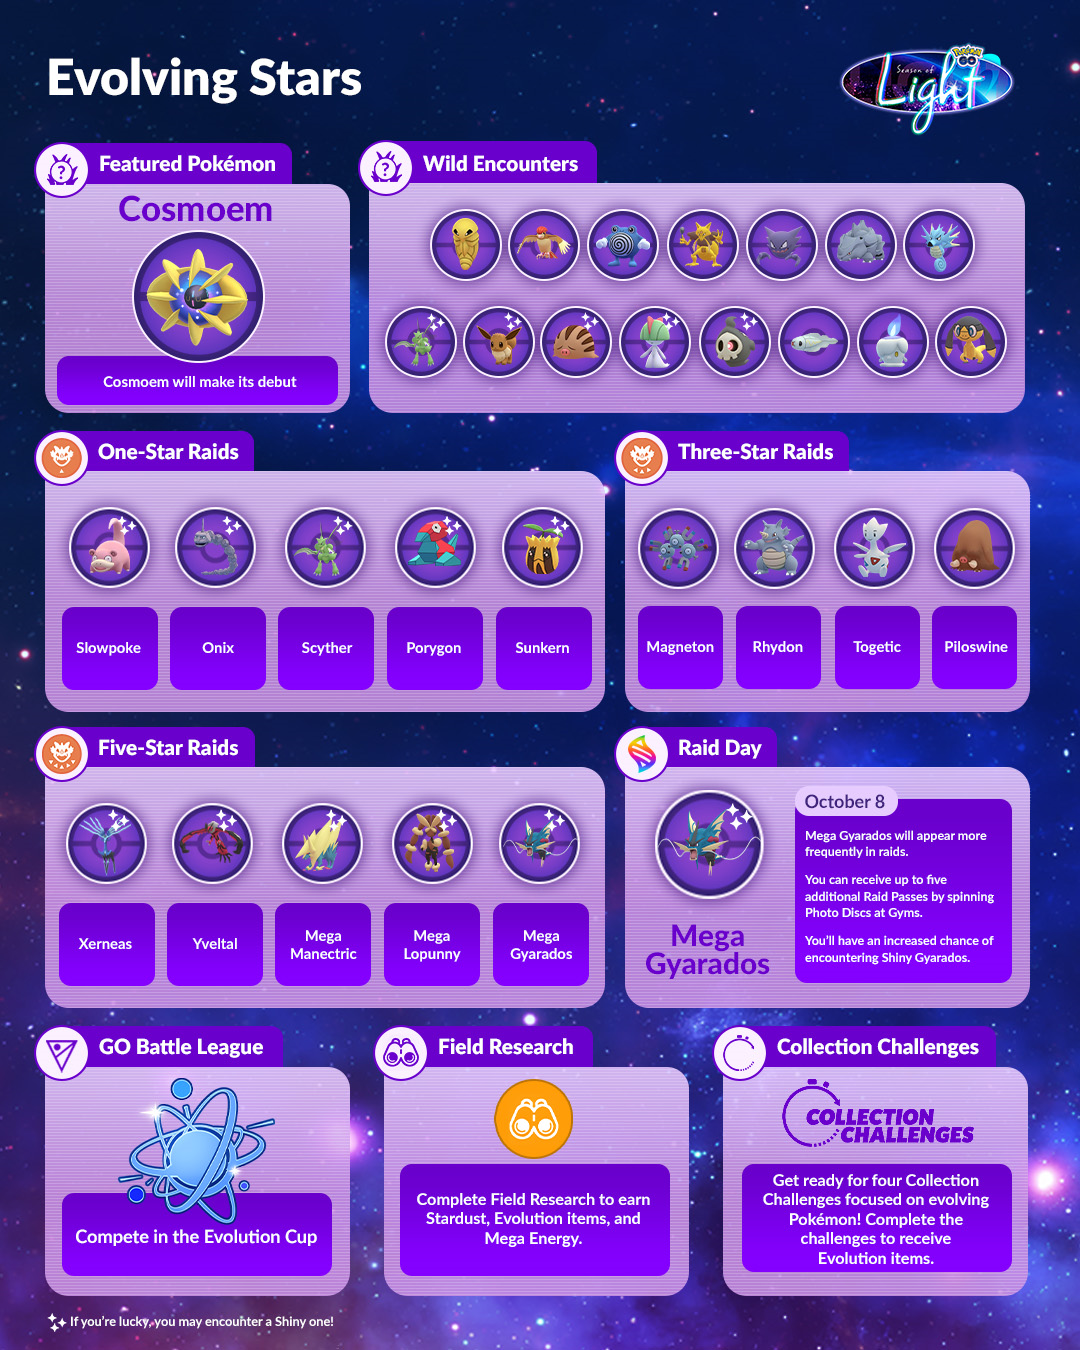 Evolving Stars
Pokémon
GO
Season of
Light
Featured Pokémon
Cosmoem
Cosmoem will make its debut
Wild Encounters
One-Star Raids
Slowpoke
Onix
Scyther
Porygon
Sunkern
Three-Star Raids
Magneton
Rhydon
Togetic
Piloswine
Five-Star Raids
Xerneas
Yveltal
Mega
Manectric
Mega
Lopunny
Mega
Gyarados
Raid Day
Mega
Gyarados
October 8
Mega Gyarados will appear more
frequently in raids.
You can receive up to five
additional Raid Passes by spinning
Photo Discs at Gyms.
You'll have an increased chance of
encountering Shiny Gyarados.
GO Battle League
Compete in the Evolution Cup
Field Research
Complete Field Research to earn
Stardust, Evolution items, and
Mega Energy.
Collection Challenges
COLLECTION
CHALLENGES
Get ready for four Collection
Challenges focused on evolving
Pokémon! Complete the
challenges to receive
Evolution items.
If you're lucky, you may encounter a Shiny one!